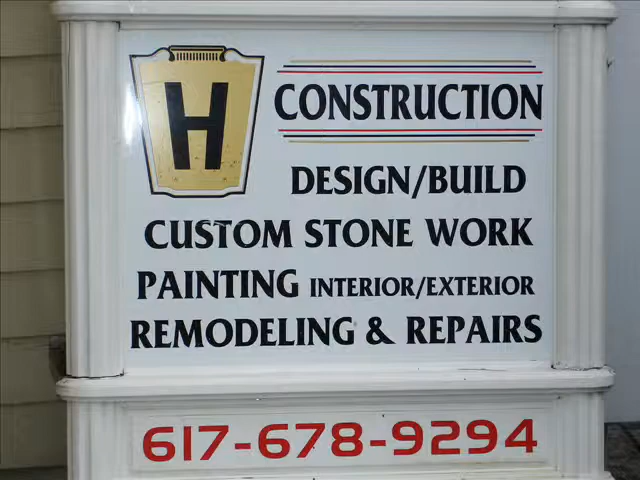 H CONSTRUCTION
DESIGN/BUILD
CUSTOM STONE WORK
PAINTING INTERIOR/EXTERIOR
REMODELING & REPAIRS
617-678-9294